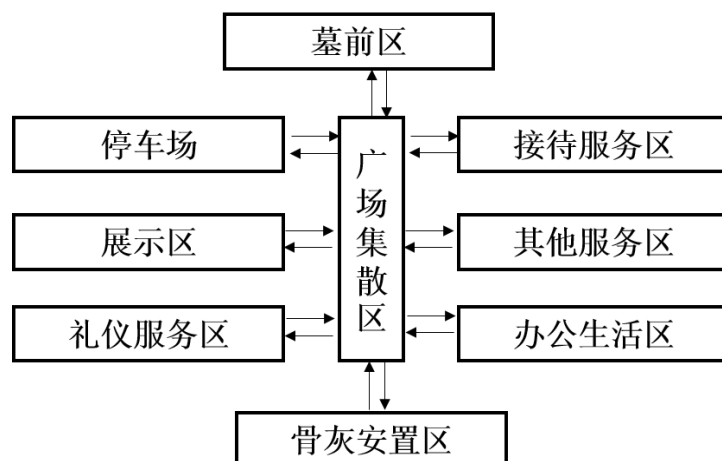 墓前区
停车场
广场集散区
接待服务区
展示区
其他服务区
礼仪服务区
办公生活区
骨灰安置区